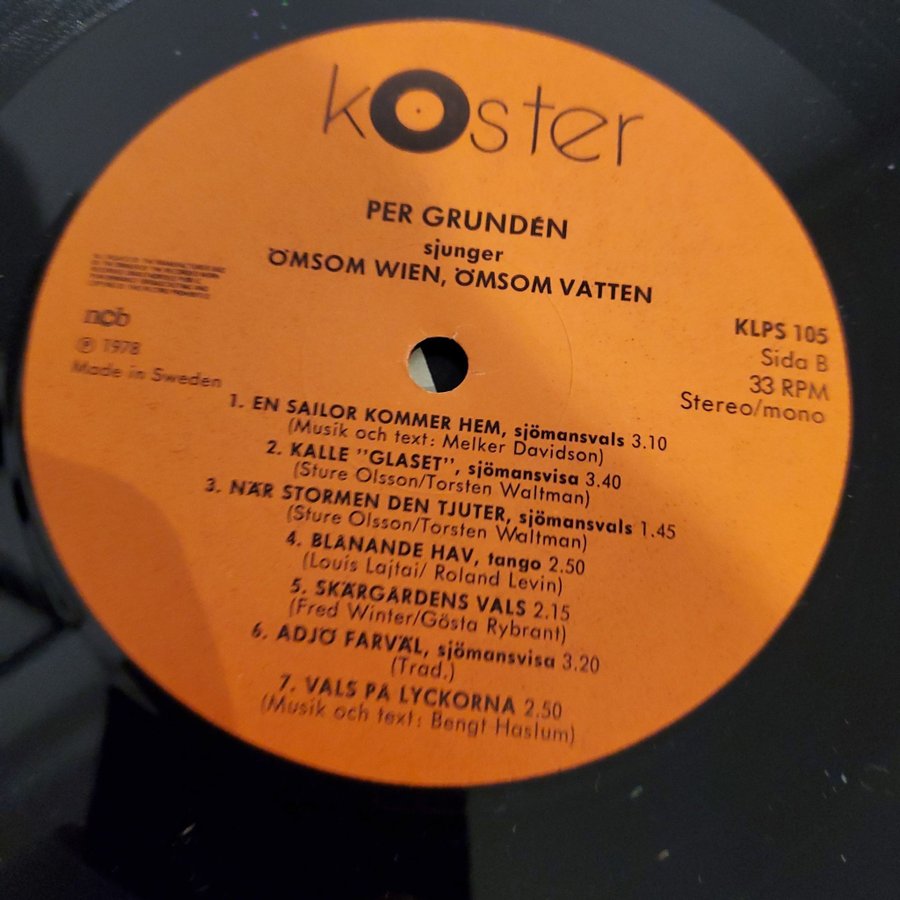 koster
PER GRUNDÉN
sjunger
ÖMSOM WIEN, ÖMSOM VATTEN
ncb
℗ 1978
Made in Sweden
KLPS 105
Sida B
33 RPM
Stereo/mono
1. EN SAILOR KOMMER HEM, sjömansvals 3.10
(Musik och text: Melker Davidson)
2. KALLE "GLASET", sjömansvisa 3.40
(Sture Olsson/Torsten Waltman)
3. NÄR STORMEN DEN TJUTER, sjömansvals 1.45
(Sture Olsson/Torsten Waltman)
4. BLÅNANDE HAV, tango 2.50
(Louis Lajtai/ Roland Levin)
5. SKÄRGÅRDENS VALS 2.15
(Fred Winter/Gösta Rybrant)
6. ADJÖ FARVÄL, sjömansvisa 3.20
(Trad.)
7. VALS PÅ LYCKORNA 2.50
(Musik och text: Bengt Haslum)